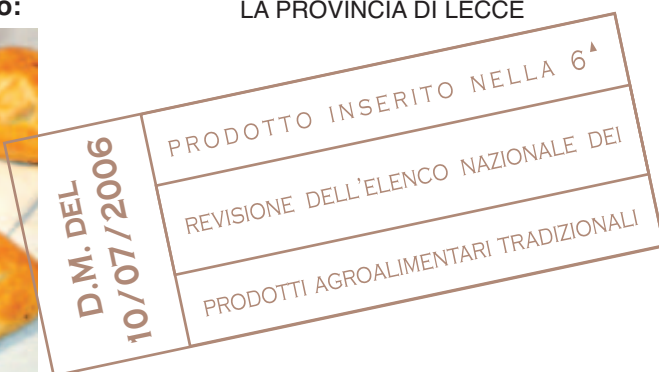 o:
LA PROVINCIA DI LECCE
D.M. DEL
10/07/2006
PRODOTTO INSERITO NELLA 6▲
REVISIONE DELL'ELENCO NAZIONALE DEI
PRODOTTI AGROALIMENTARI TRADIZIONALI